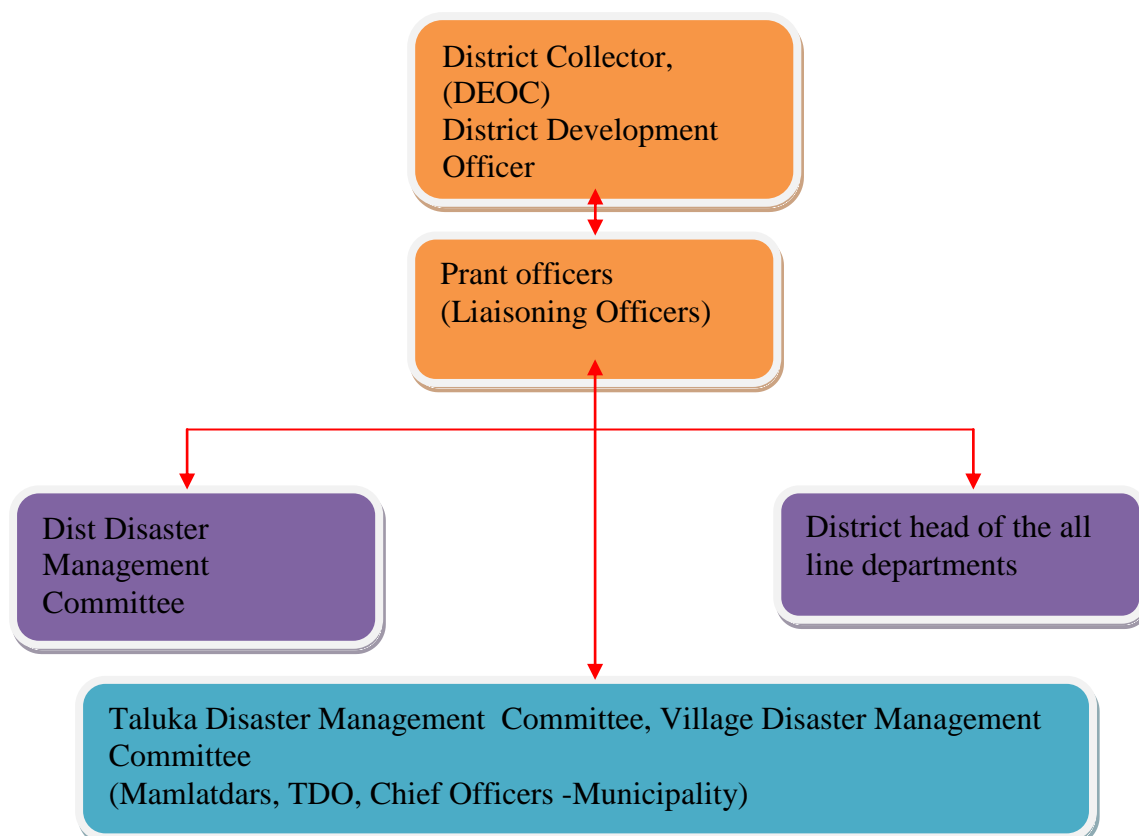 District Collector,
(DEOC)
District Development
Officer
Prant officers
(Liaisoning Officers)
Dist Disaster
Management
Committee
District head of the all
line departments
Taluka Disaster Management  Committee, Village Disaster Management
Committee
(Mamlatdars, TDO, Chief Officers -Municipality)